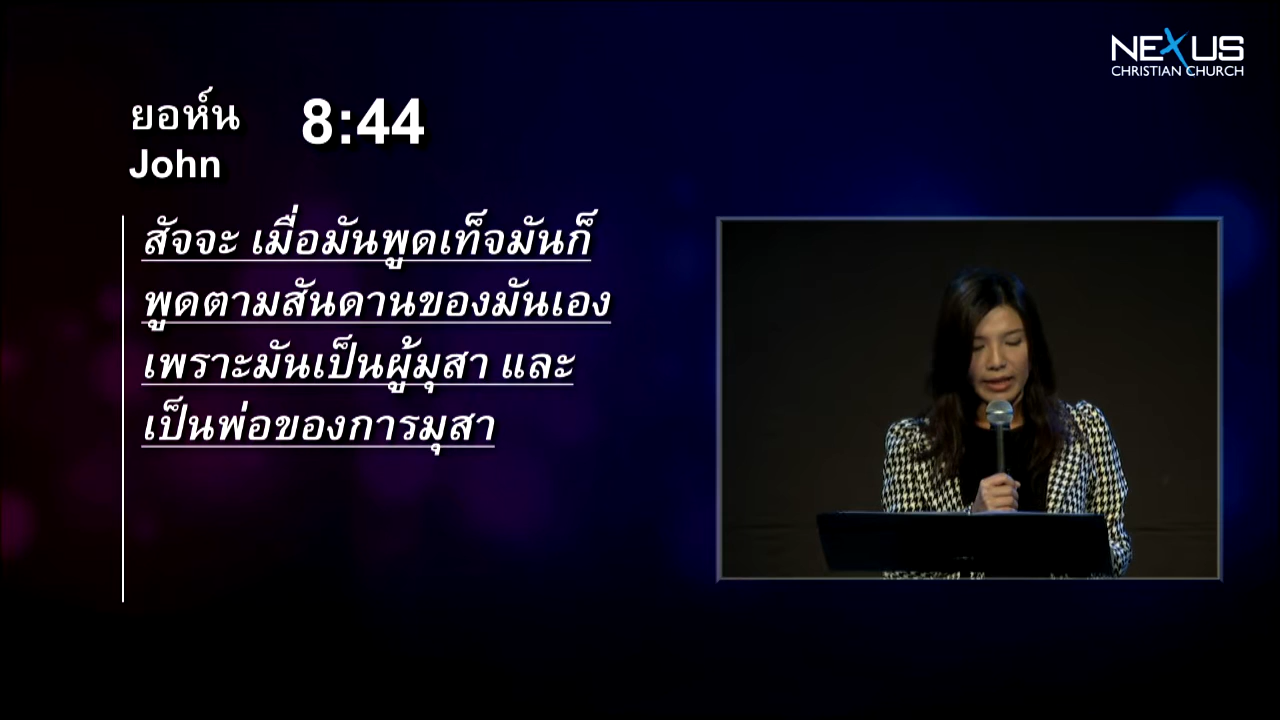 NEXUS
CHRISTIAN CHURCH
ยอห์น 8:44
John
สัจจะ เมื่อมันพูดเท็จมันก็
พูดตามสันดานของมันเอง
เพราะมันเป็นผู้มุสา และ
เป็นพ่อของการมุสา